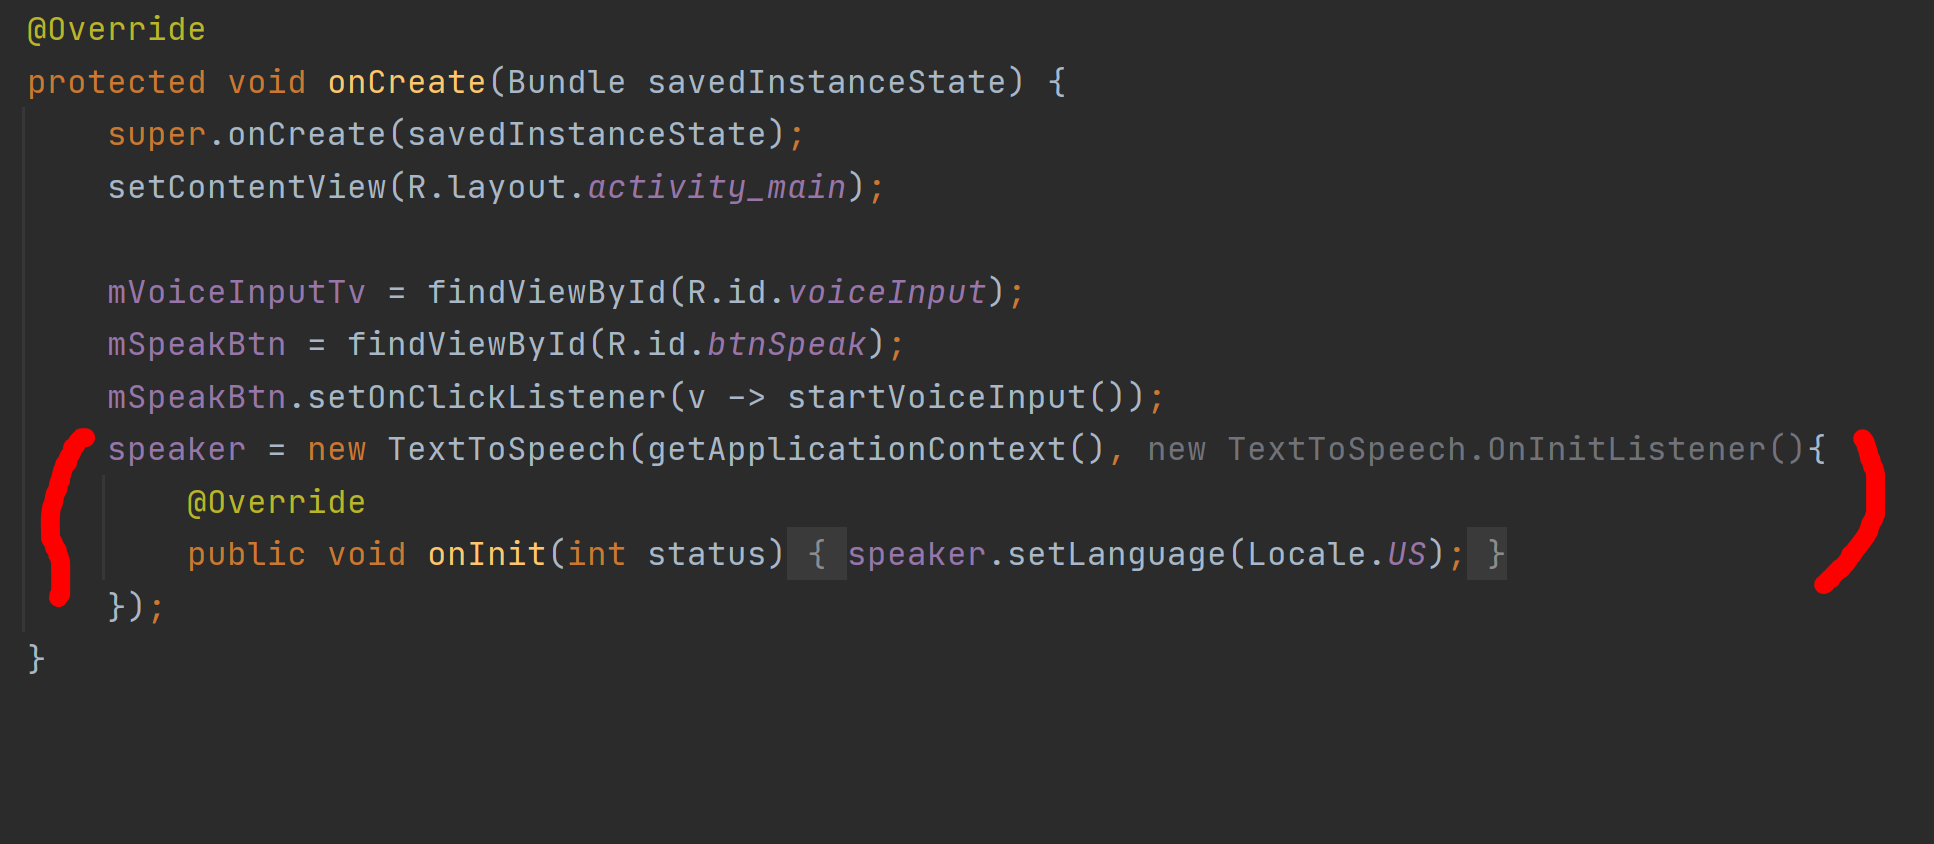 @Override
protected void onCreate(Bundle savedInstanceState) {
    super.onCreate(savedInstanceState);
    setContentView(R.layout.activity_main);

    mVoiceInputTv = findViewById(R.id.voiceInput);
    mSpeakBtn = findViewById(R.id.btnSpeak);
    mSpeakBtn.setOnClickListener(v -> startVoiceInput());
    speaker = new TextToSpeech(getApplicationContext(), new TextToSpeech.OnInitListener(){
        @Override
        public void onInit(int status) { speaker.setLanguage(Locale.US); }
    });
}